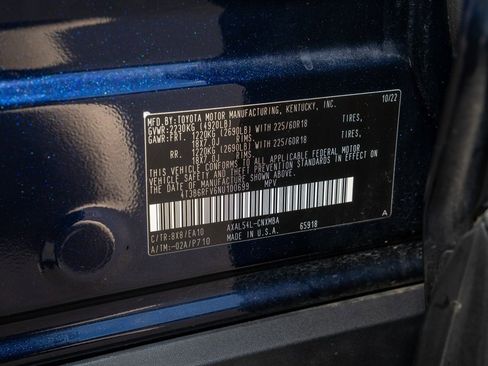 MFD.BY:TOYOTA MOTOR MANUFACTURING, KENTUCKY, INC. 10/22
GVWR:2230KG (4920LB)
GAWR:FRT. 1220KG (2690LB) WITH 225/60R18 TIRES,
18X7.0J RIMS,
RR. 1220KG (2690LB) WITH 225/60R18 TIRES,
18X7.0J RIMS.
THIS VEHICLE CONFORMS TO ALL APPLICABLE FEDERAL MOTOR
VEHICLE SAFETY AND THEFT PREVENTION STANDARDS IN EFFECT ON
THE DATE OF MANUFACTURE SHOWN ABOVE.
MPV
C/TR:8X8/EA10 AXAL54L-CNXMBA A
A/TM:-02A/P710 MADE IN U.S.A. 65918